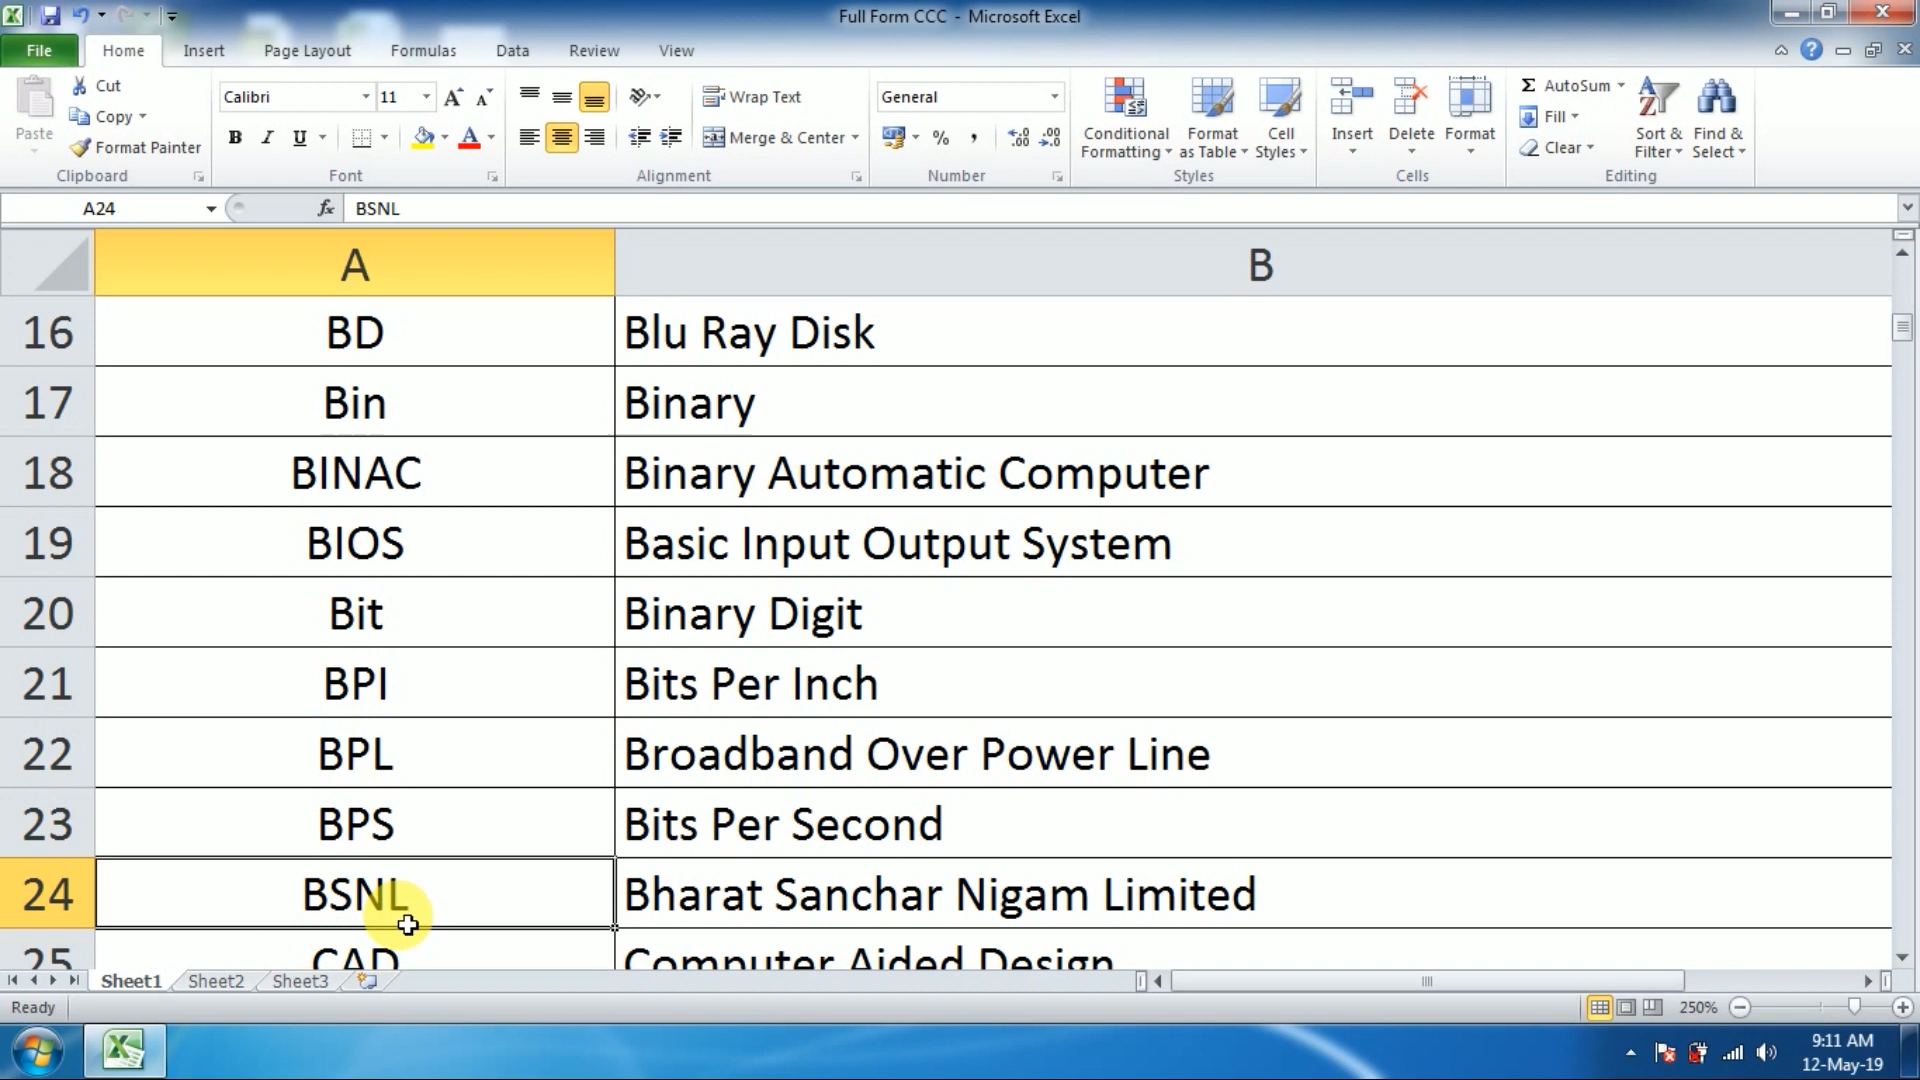 Full Form CCC - Microsoft Excel
File Home Insert Page Layout Formulas Data Review View
Paste
Cut
Copy
Format Painter
Clipboard
Calibri 11
B I U
Font
Wrap Text
Merge & Center
Alignment
General
% ,
Number
Conditional Formatting
Format as Table
Cell Styles
Styles
Insert Delete Format
Cells
AutoSum
Fill
Clear
Sort & Filter
Find & Select
Editing
A24 fx BSNL
A B
16 BD Blu Ray Disk
17 Bin Binary
18 BINAC Binary Automatic Computer
19 BIOS Basic Input Output System
20 Bit Binary Digit
21 BPI Bits Per Inch
22 BPL Broadband Over Power Line
23 BPS Bits Per Second
24 BSNL Bharat Sanchar Nigam Limited
25 CAD Computer Aided Design
Sheet1 Sheet2 Sheet3
Ready 250%
9:11 AM
12-May-19